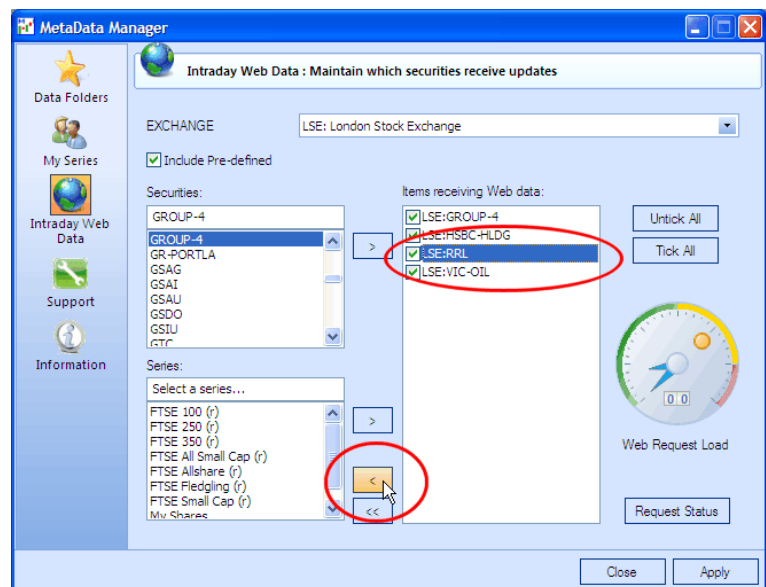 MetaData Manager
Data Folders
My Series
Intraday Web
Data
Support
Information
Intraday Web Data : Maintain which securities receive updates
EXCHANGE
LSE: London Stock Exchange
Include Pre-defined
Securities:
GROUP-4
GROUP-4
GR-PORTLA
GSAG
GSAI
GSAU
GSDO
GSIU
GTC
>
Series:
Select a series...
FTSE 100 (r)
FTSE 250 (r)
FTSE 350 (r)
FTSE All Small Cap (r)
FTSE Allshare (r)
FTSE Fledgling (r)
FTSE Small Cap (r)
My Shares
>
<
<<
Items receiving Web data:
LSE:GROUP-4
LSE:HSBC-HLDG
LSE:RRL
LSE:VIC-OIL
Untick All
Tick All
0 0
Web Request Load
Request Status
Close
Apply